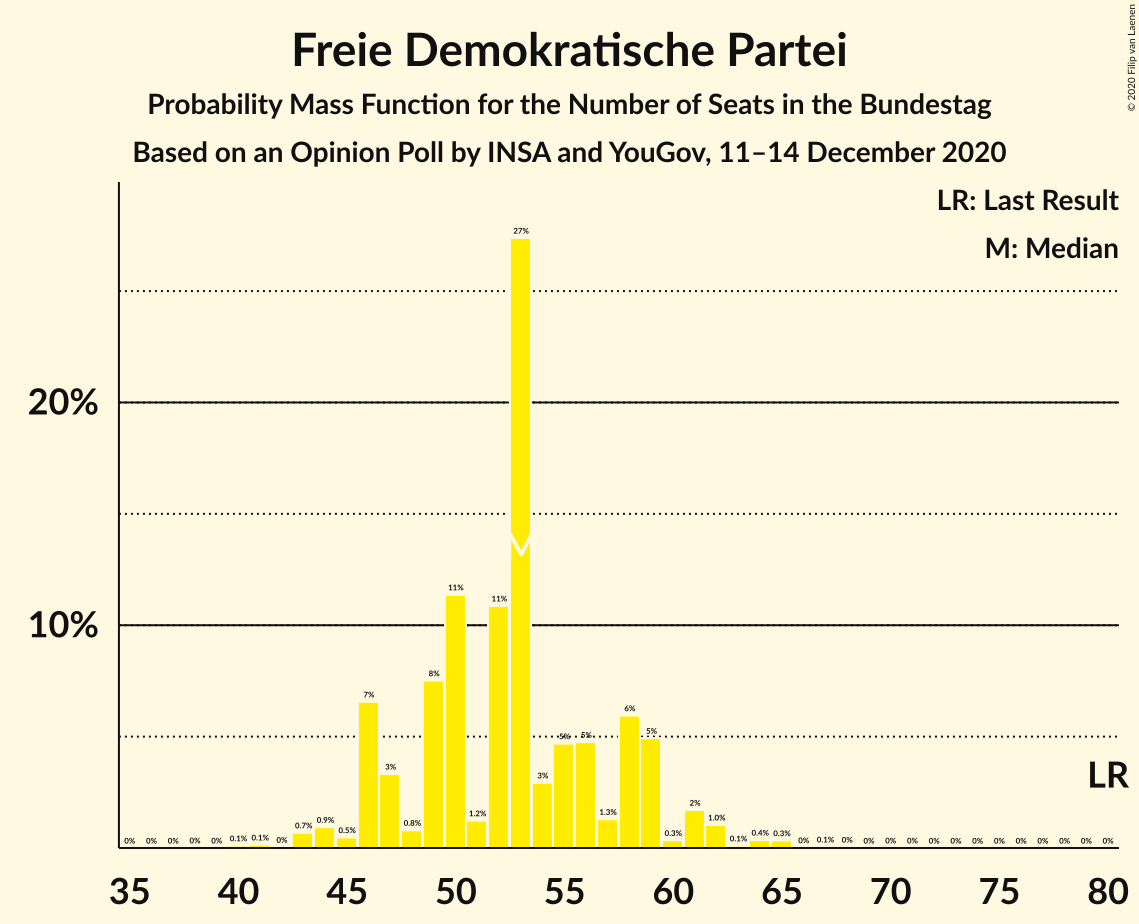 Freie Demokratische Partei
Probability Mass Function for the Number of Seats in the Bundestag
Based on an Opinion Poll by INSA and YouGov, 11–14 December 2020
© 2020 Filip van Laenen
LR: Last Result
M: Median
20%
10%
0% 0% 0% 0% 0% 0.1% 0.1% 0% 0.7% 0.9% 0.5% 7% 3% 0.8% 8% 11% 1.2% 11% 27% 3% 5% 5% 1.3% 6% 5% 0.3% 2% 1.0% 0.1% 0.4% 0.3% 0% 0.1% 0% 0% 0% 0% 0% 0% 0% 0% 0% 0% 0% 0% 0%
LR
35 40 45 50 55 60 65 70 75 80